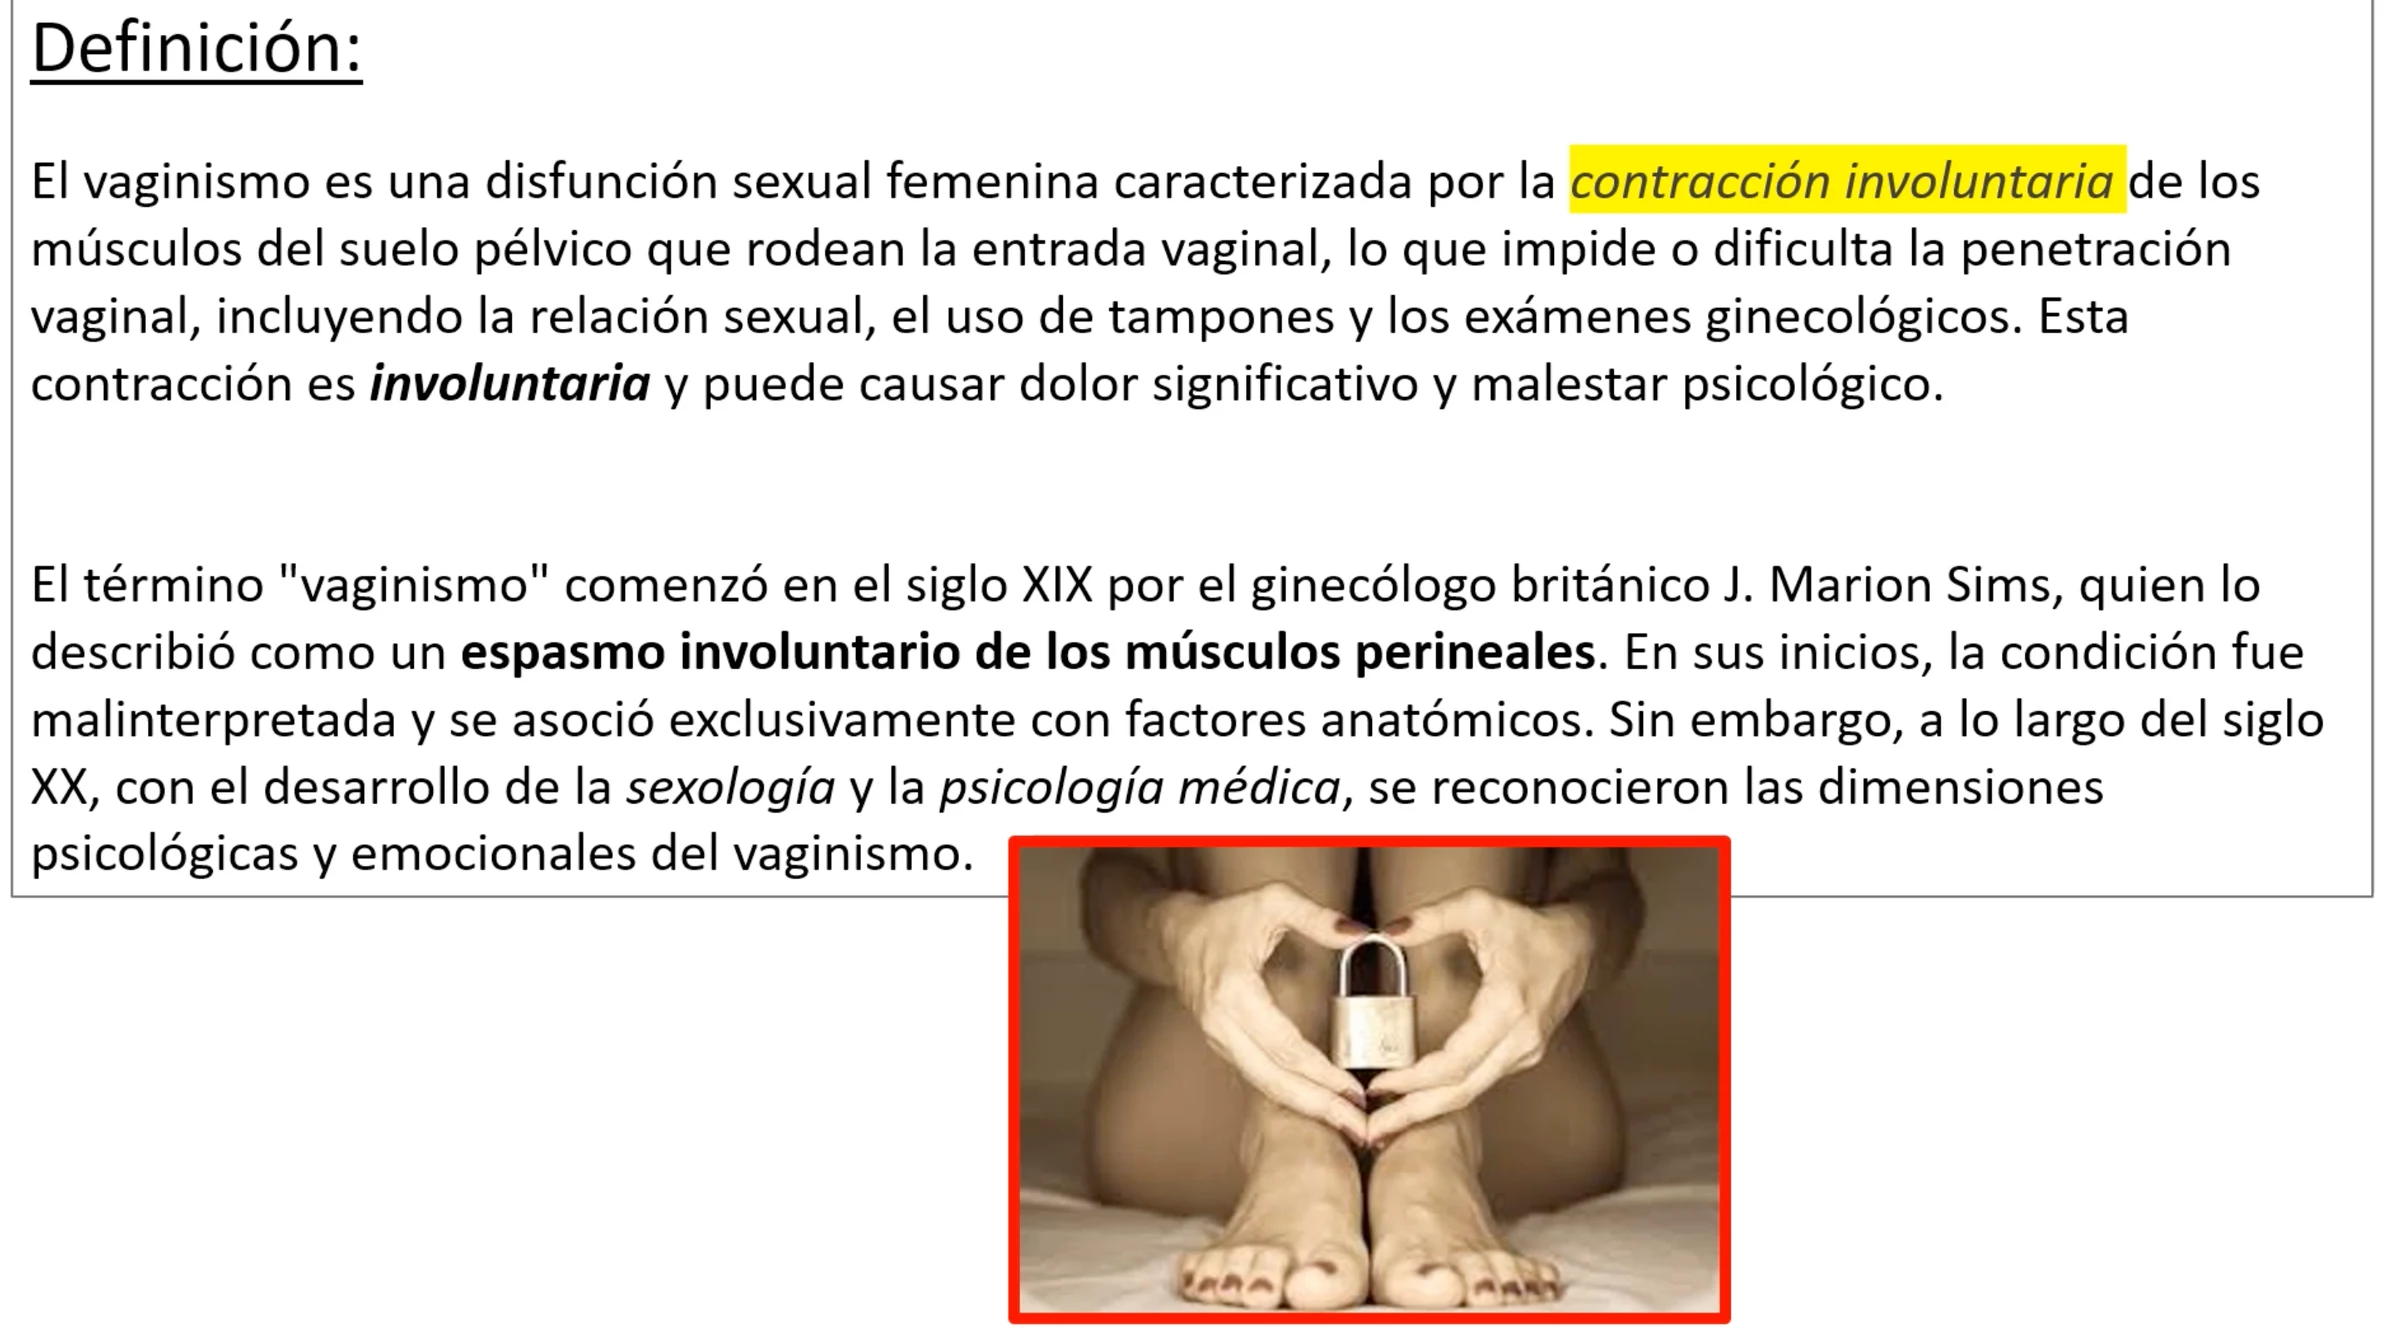 Definición:
El vaginismo es una disfunción sexual femenina caracterizada por la contracción involuntaria de los
músculos del suelo pélvico que rodean la entrada vaginal, lo que impide o dificulta la penetración
vaginal, incluyendo la relación sexual, el uso de tampones y los exámenes ginecológicos. Esta
contracción es involuntaria y puede causar dolor significativo y malestar psicológico.
El término "vaginismo" comenzó en el siglo XIX por el ginecólogo británico J. Marion Sims, quien lo
describió como un espasmo involuntario de los músculos perineales. En sus inicios, la condición fue
malinterpretada y se asoció exclusivamente con factores anatómicos. Sin embargo, a lo largo del siglo
XX, con el desarrollo de la sexología y la psicología médica, se reconocieron las dimensiones
psicológicas y emocionales del vaginismo.